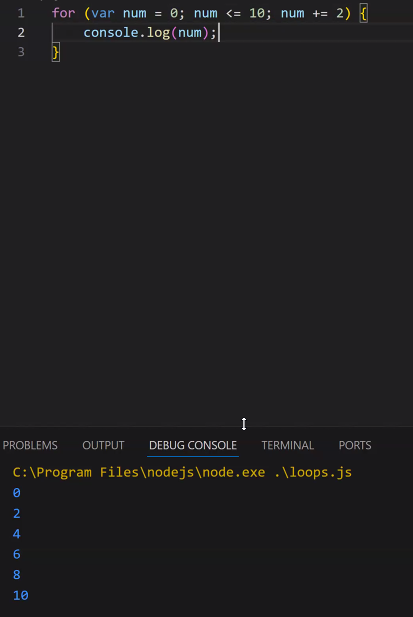 1 for (var num = 0; num <= 10; num += 2) {
2     console.log(num);
3 }
PROBLEMS OUTPUT DEBUG CONSOLE TERMINAL PORTS
C:\Program Files\nodejs\node.exe .\loops.js
0
2
4
6
8
10